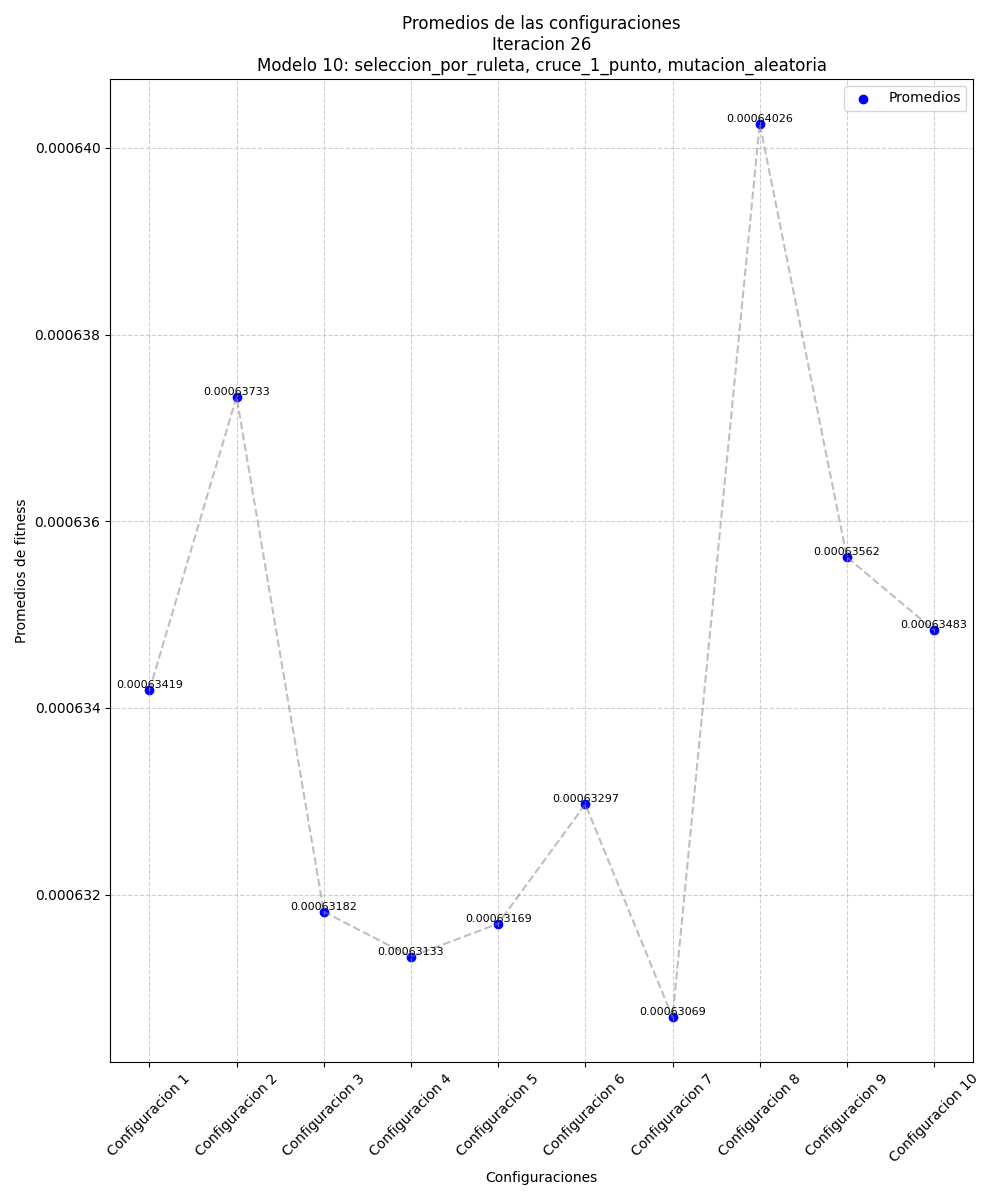 Promedios de las configuraciones
Iteracion 26
Modelo 10: seleccion_por_ruleta, cruce_1_punto, mutacion_aleatoria
Promedios
0.00064026
0.000640
0.000638
0.00063733
0.000636
0.00063562
0.00063483
0.00063419
0.000634
0.00063297
0.000632
0.00063182
0.00063169
0.00063133
0.00063069
Promedios de fitness
Configuracion 1
Configuracion 2
Configuracion 3
Configuracion 4
Configuracion 5
Configuracion 6
Configuracion 7
Configuracion 8
Configuracion 9
Configuracion 10
Configuraciones